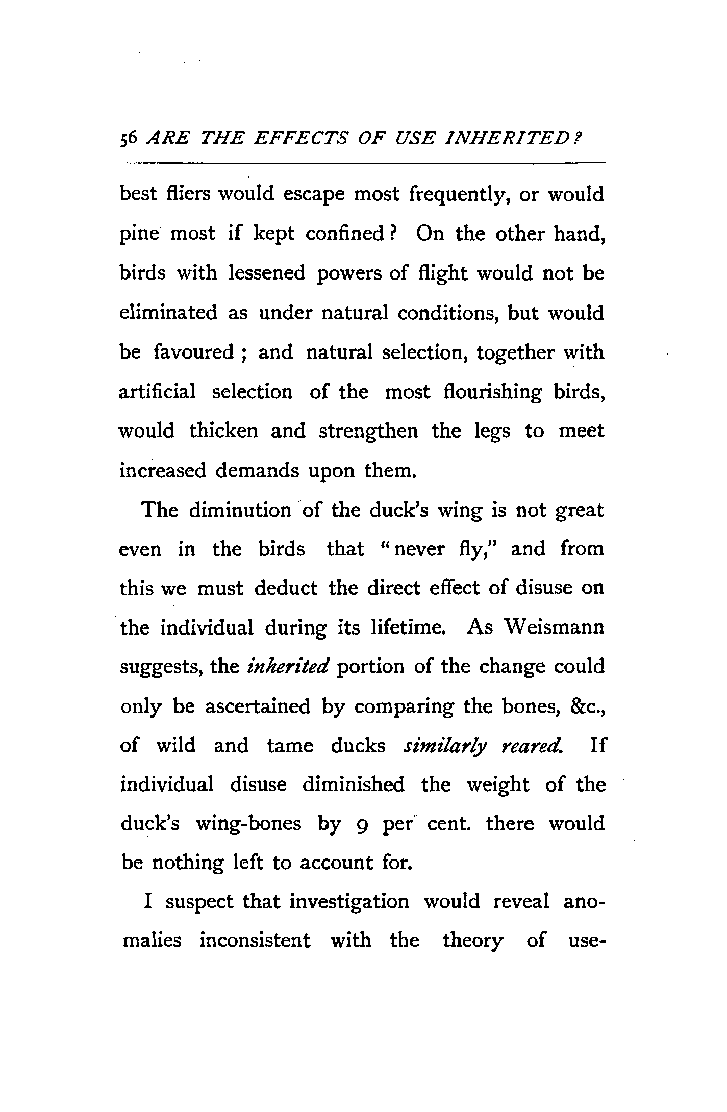 56 ARE THE EFFECTS OF USE INHERITED?
best fliers would escape most frequently, or would
pine most if kept confined? On the other hand,
birds with lessened powers of flight would not be
eliminated as under natural conditions, but would
be favoured; and natural selection, together with
artificial selection of the most flourishing birds,
would thicken and strengthen the legs to meet
increased demands upon them.
The diminution of the duck's wing is not great
even in the birds that "never fly," and from
this we must deduct the direct effect of disuse on
the individual during its lifetime. As Weismann
suggests, the inherited portion of the change could
only be ascertained by comparing the bones, &c.,
of wild and tame ducks similarly reared. If
individual disuse diminished the weight of the
duck's wing-bones by 9 per cent. there would
be nothing left to account for.
I suspect that investigation would reveal ano-
malies inconsistent with the theory of use-